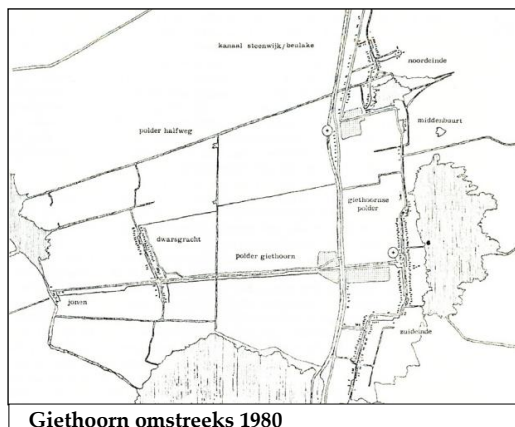 kanaal steenwijk/beulake
noordeinde
polder halfweg
middenbuurt
giethoornse
polder
dwarsgracht
polder giethoorn
jonen
zuideinde
Giethoorn omstreeks 1980